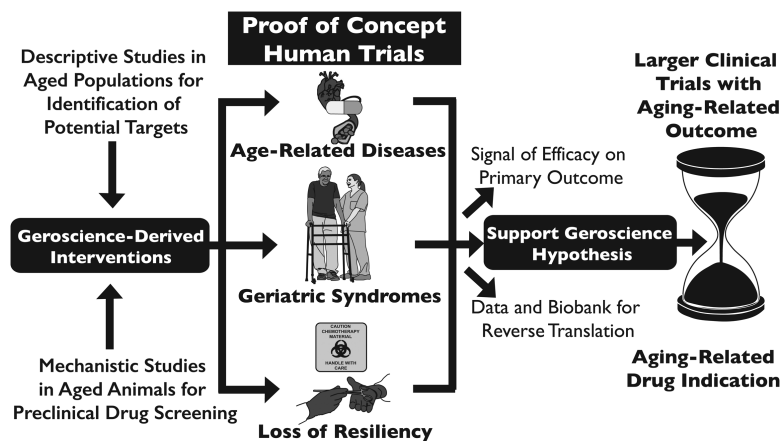 Descriptive Studies in
Aged Populations for
Identification of
Potential Targets
Geroscience-Derived
Interventions
Mechanistic Studies
in Aged Animals for
Preclinical Drug Screening
Proof of Concept
Human Trials
Age-Related Diseases
Geriatric Syndromes
CAUTION
CHEMOTHERAPY
MATERIAL
HANDLE WITH
CARE
Loss of Resiliency
Signal of Efficacy on
Primary Outcome
Support Geroscience
Hypothesis
Data and Biobank for
Reverse Translation
Larger Clinical
Trials with
Aging-Related
Outcome
Aging-Related
Drug Indication